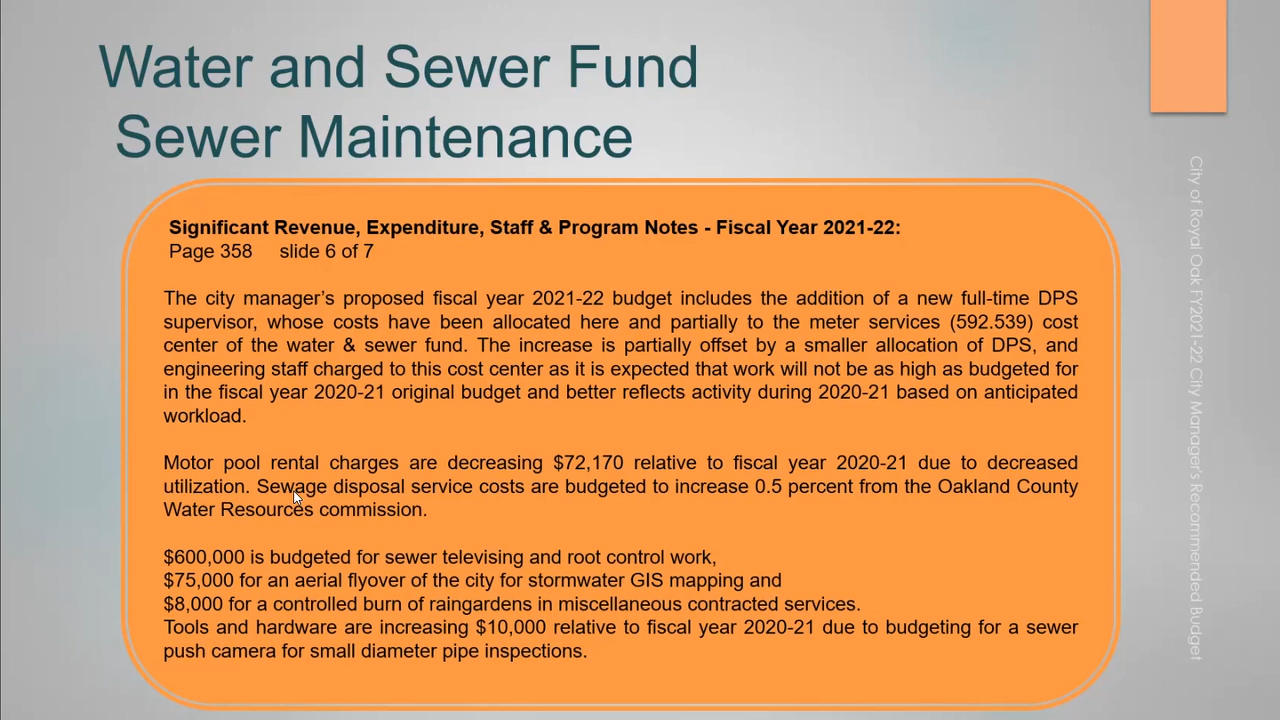 Water and Sewer Fund
Sewer Maintenance
Significant Revenue, Expenditure, Staff & Program Notes - Fiscal Year 2021-22:
Page 358 slide 6 of 7
The city manager’s proposed fiscal year 2021-22 budget includes the addition of a new full-time DPS
supervisor, whose costs have been allocated here and partially to the meter services (592.539) cost
center of the water & sewer fund. The increase is partially offset by a smaller allocation of DPS, and
engineering staff charged to this cost center as it is expected that work will not be as high as budgeted for
in the fiscal year 2020-21 original budget and better reflects activity during 2020-21 based on anticipated
workload.
Motor pool rental charges are decreasing $72,170 relative to fiscal year 2020-21 due to decreased
utilization. Sewage disposal service costs are budgeted to increase 0.5 percent from the Oakland County
Water Resources commission.
$600,000 is budgeted for sewer televising and root control work,
$75,000 for an aerial flyover of the city for stormwater GIS mapping and
$8,000 for a controlled burn of raingardens in miscellaneous contracted services.
Tools and hardware are increasing $10,000 relative to fiscal year 2020-21 due to budgeting for a sewer
push camera for small diameter pipe inspections.
City of Royal Oak FY2021-22 City Manager's Recommended Budget